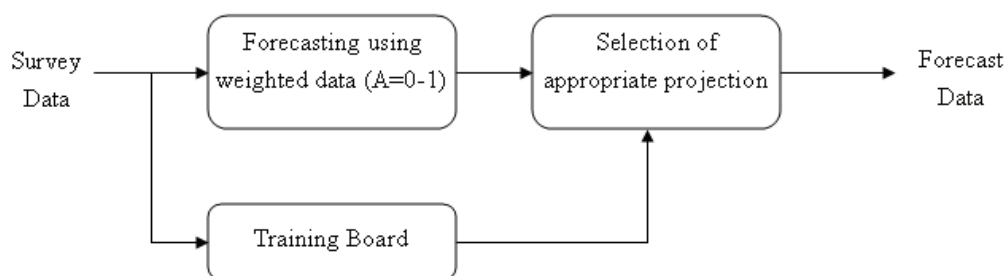 Survey
Data
Forecasting using
weighted data (A=0-1)
Selection of
appropriate projection
Forecast
Data
Training Board